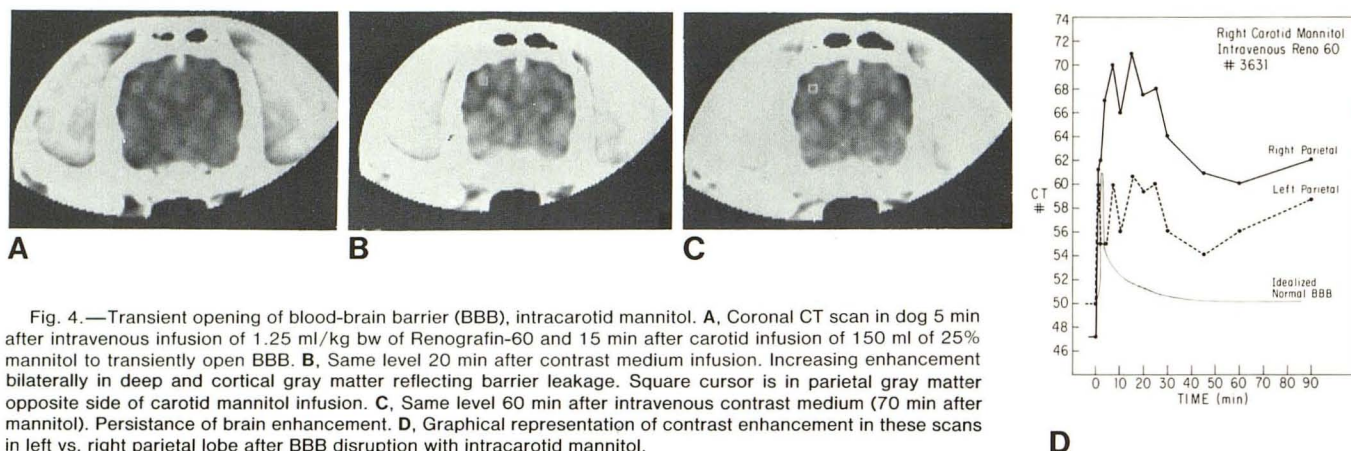 A
B
C
Fig. 4.—Transient opening of blood-brain barrier (BBB), intracarotid mannitol. A, Coronal CT scan in dog 5 min
after intravenous infusion of 1.25 ml/kg bw of Renografin-60 and 15 min after carotid infusion of 150 ml of 25%
mannitol to transiently open BBB. B, Same level 20 min after contrast medium infusion. Increasing enhancement
bilaterally in deep and cortical gray matter reflecting barrier leakage. Square cursor is in parietal gray matter
opposite side of carotid mannitol infusion. C, Same level 60 min after intravenous contrast medium (70 min after
mannitol). Persistance of brain enhancement. D, Graphical representation of contrast enhancement in these scans
in left vs. right parietal lobe after BBB disruption with intracarotid mannitol.
Right Carotid Mannitol
Intravenous Reno 60
# 3631
74
72
70
68
66
64
62
60
CT
#
58
56
54
52
50
48
46
Right Parietal
Left Parietal
Idealized
Normal BBB
0 10 20 30 40 50 60 70 80 90
TIME (min)
D